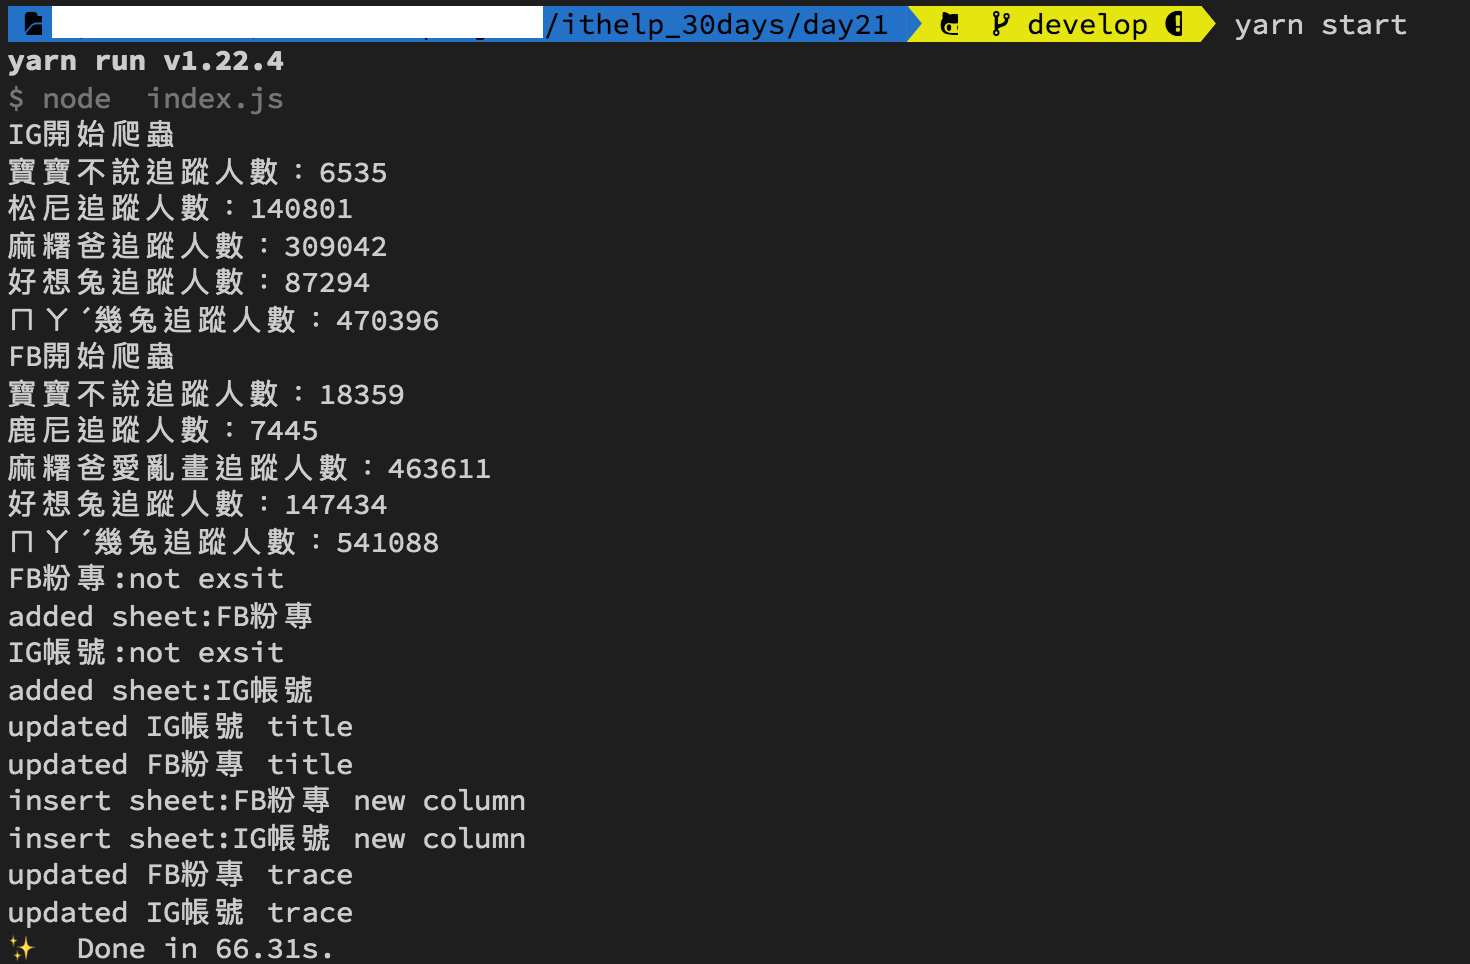 /ithelp_30days/day21 develop yarn start
yarn run v1.22.4
$ node  index.js
IG開始爬蟲
寶寶不說追蹤人數：6535
松尼追蹤人數：140801
麻糬爸追蹤人數：309042
好想兔追蹤人數：87294
ㄇㄚˊ幾兔追蹤人數：470396
FB開始爬蟲
寶寶不說追蹤人數：18359
鹿尼追蹤人數：7445
麻糬爸愛亂畫追蹤人數：463611
好想兔追蹤人數：147434
ㄇㄚˊ幾兔追蹤人數：541088
FB粉專:not exsit
added sheet:FB粉專
IG帳號:not exsit
added sheet:IG帳號
updated IG帳號 title
updated FB粉專 title
insert sheet:FB粉專 new column
insert sheet:IG帳號 new column
updated FB粉專 trace
updated IG帳號 trace
✨  Done in 66.31s.